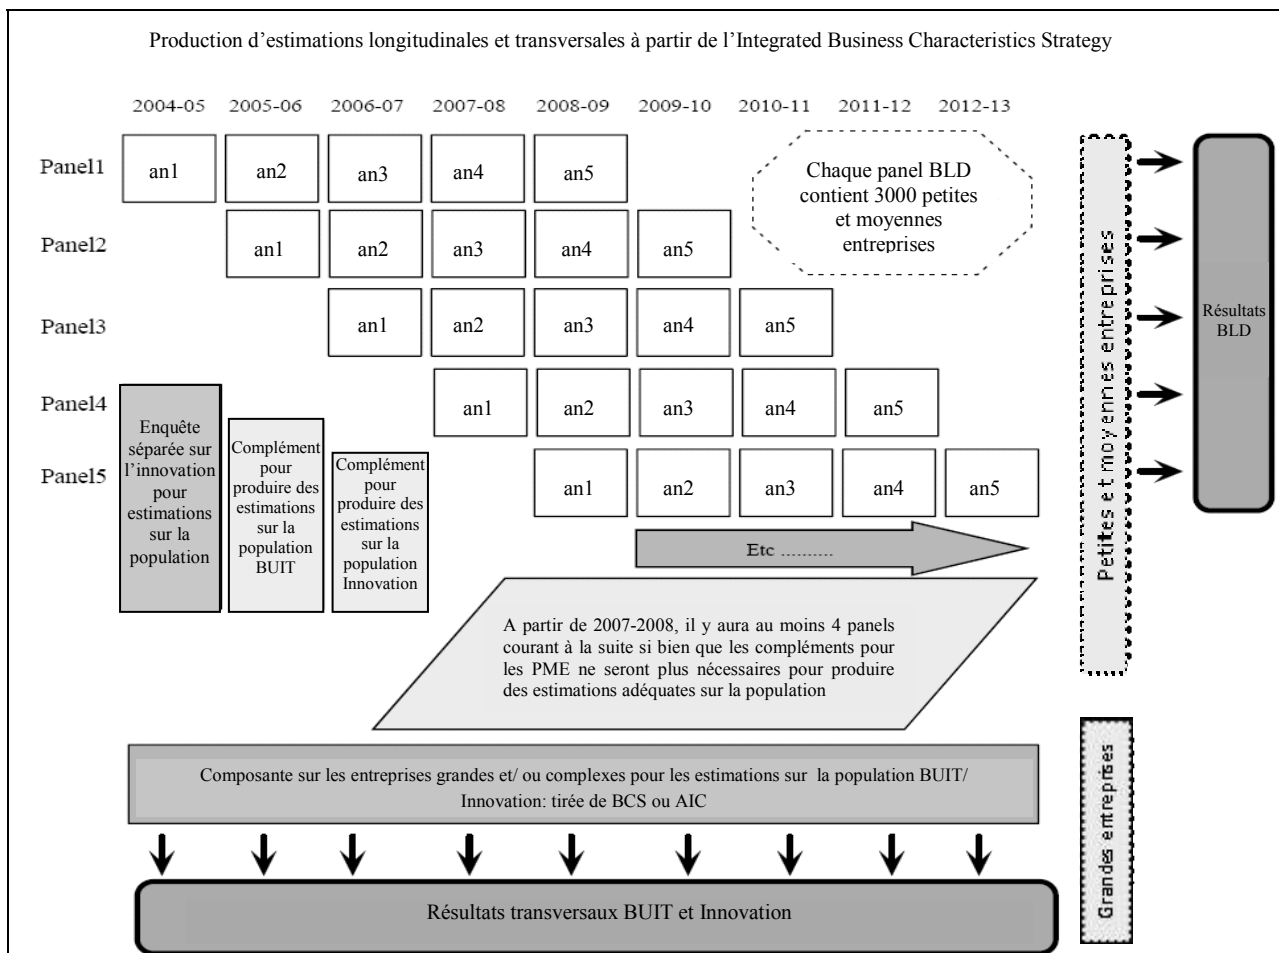 Production d’estimations longitudinales et transversales à partir de l’Integrated Business Characteristics Strategy
2004-05 2005-06 2006-07 2007-08 2008-09 2009-10 2010-11 2011-12 2012-13
Panel1 an1 an2 an3 an4 an5
Chaque panel BLD
contient 3000 petites
et moyennes
entreprises
Panel2 an1 an2 an3 an4 an5
Panel3 an1 an2 an3 an4 an5
Panel4 an1 an2 an3 an4 an5
Panel5 an1 an2 an3 an4 an5
Petites et moyennes entreprises
Résultats
BLD
Enquête
séparée sur
l’innovation
pour
estimations
sur la
population
Complément
pour
produire des
estimations
sur la
population
BUIT
Complément
pour
produire des
estimations
sur la
population
Innovation
Etc ..........
A partir de 2007-2008, il y aura au moins 4 panels
courant à la suite si bien que les compléments pour
les PME ne seront plus nécessaires pour produire
des estimations adéquates sur la population
Composante sur les entreprises grandes et/ ou complexes pour les estimations sur la population BUIT/
Innovation: tirée de BCS ou AIC
Grandes entreprises
Résultats transversaux BUIT et Innovation